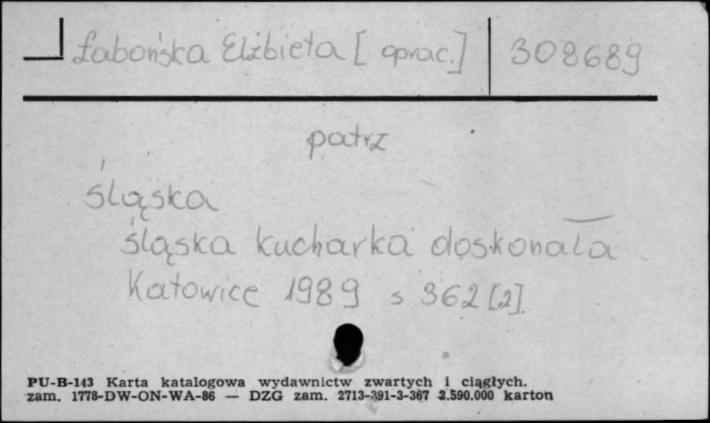 Łabońska Elżbieta [oprac.] 308689
patrz
śląska
śląska kucharka doskonała
Katowice 1989 s 362 [2]
PU-B-143 Karta katalogowa wydawnictw zwartych i ciągłych.
zam. 1778-DW-ON-WA-86 — DZG zam. 2713-391-3-367 2.590.000 karton